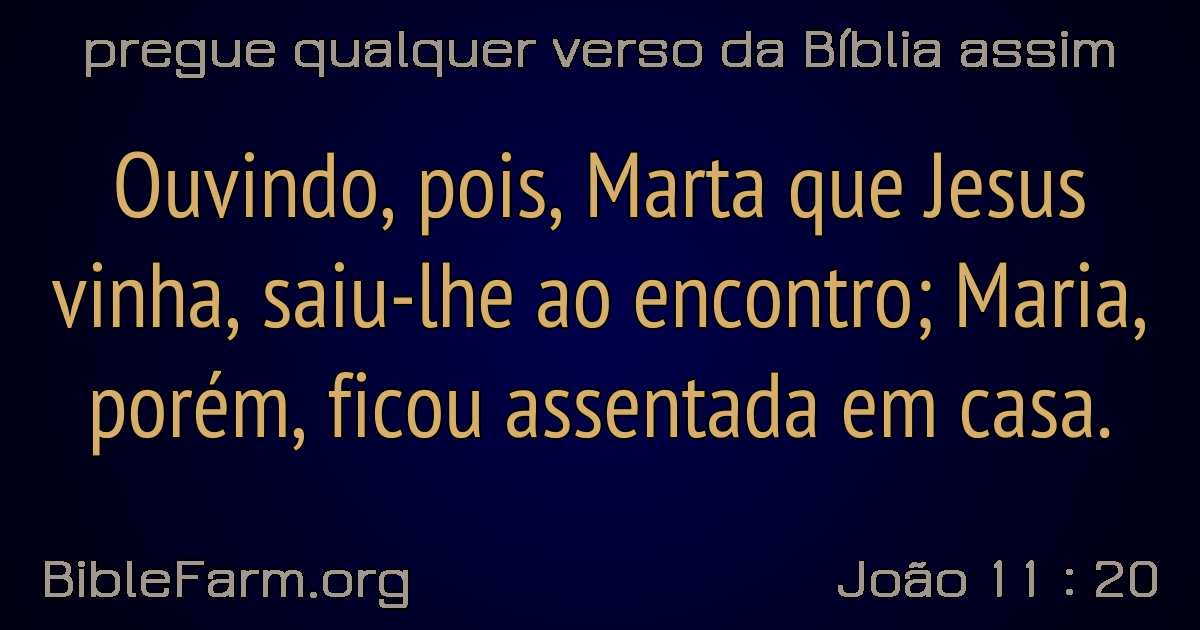 pregue qualquer verso da Bíblia assim
Ouvindo, pois, Marta que Jesus
vinha, saiu-lhe ao encontro; Maria,
porém, ficou assentada em casa.
BibleFarm.org
João 11 : 20